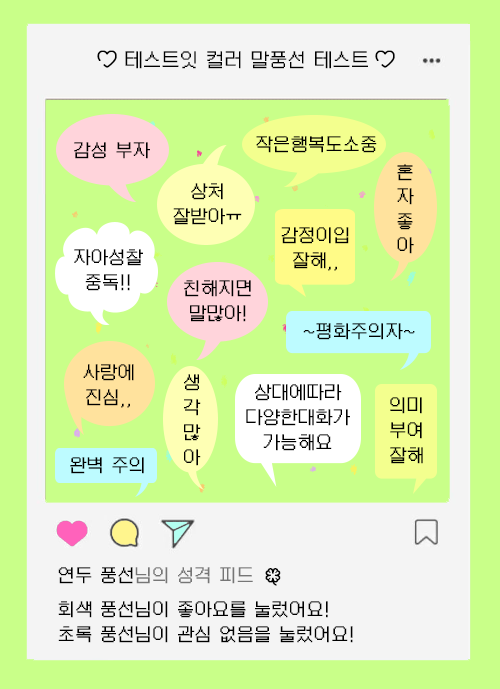 ♡ 테스트잇 컬러 말풍선 테스트 ♡
감성 부자
작은행복도소중
상처
잘받아ㅠ
혼
자
좋
아
감정이입
잘해,,
자아성찰
중독!!
친해지면
말많아!
~평화주의자~
사랑에
진심,,
생
각
많
아
상대에따라
다양한대화가
가능해요
의미
부여
잘해
완벽 주의
연두 풍선님의 성격 피드
회색 풍선님이 좋아요를 눌렀어요!
초록 풍선님이 관심 없음을 눌렀어요!